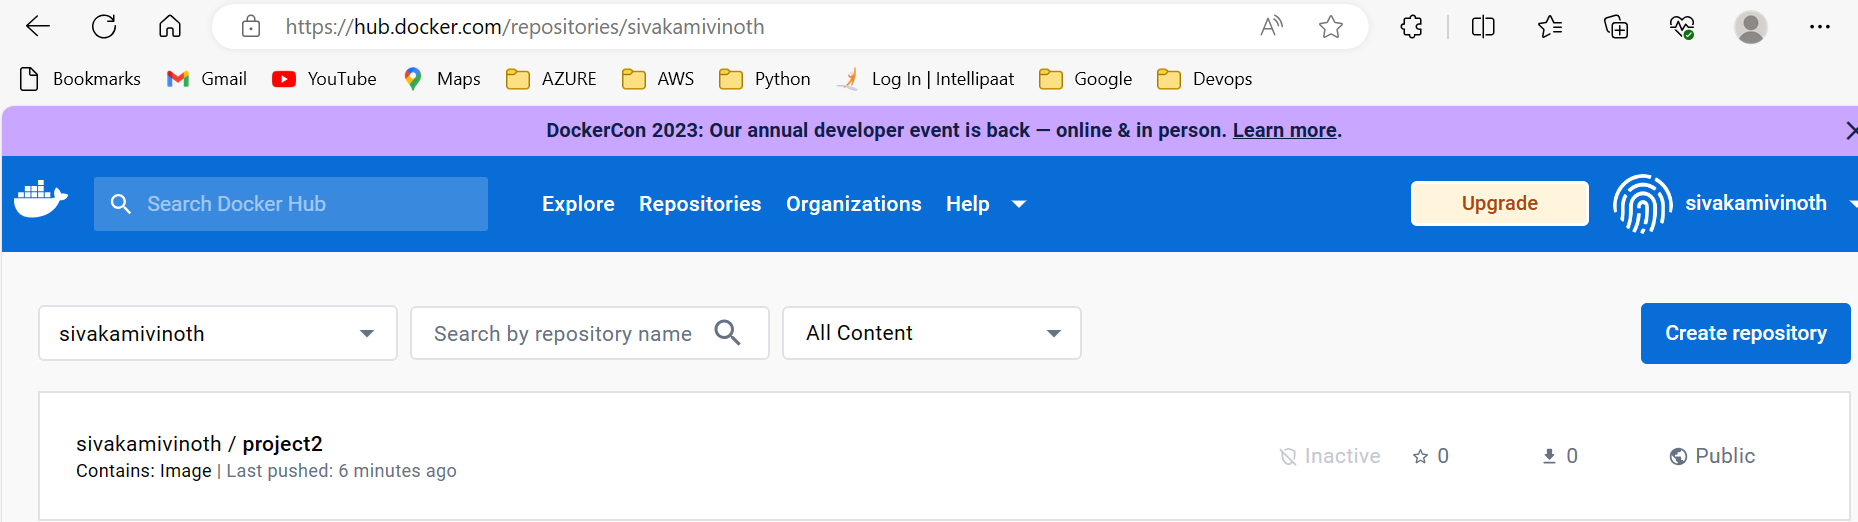 https://hub.docker.com/repositories/sivakamivinoth
Bookmarks Gmail YouTube Maps AZURE AWS Python Log In | Intellipaat Google Devops
DockerCon 2023: Our annual developer event is back — online & in person. Learn more.
Search Docker Hub Explore Repositories Organizations Help Upgrade sivakamivinoth
sivakamivinoth Search by repository name All Content Create repository
sivakamivinoth / project2
Contains: Image | Last pushed: 6 minutes ago
Inactive 0 0 Public